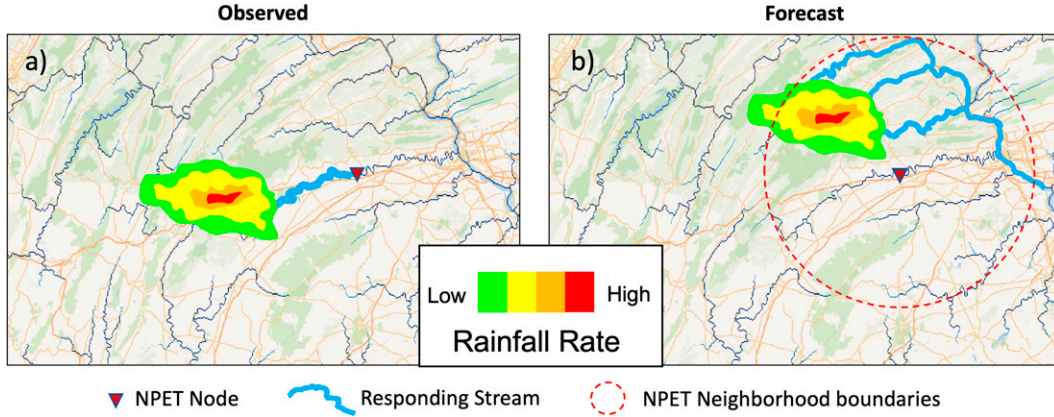 Observed
Forecast
a)
b)
Low
High
Rainfall Rate
NPET Node
Responding Stream
NPET Neighborhood boundaries